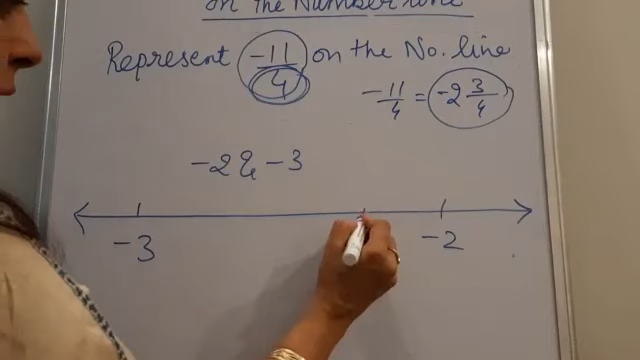 on the Number line
Represent -11/4 on the No. line
-11/4 = -2 3/4
-2 & -3
-3 -2